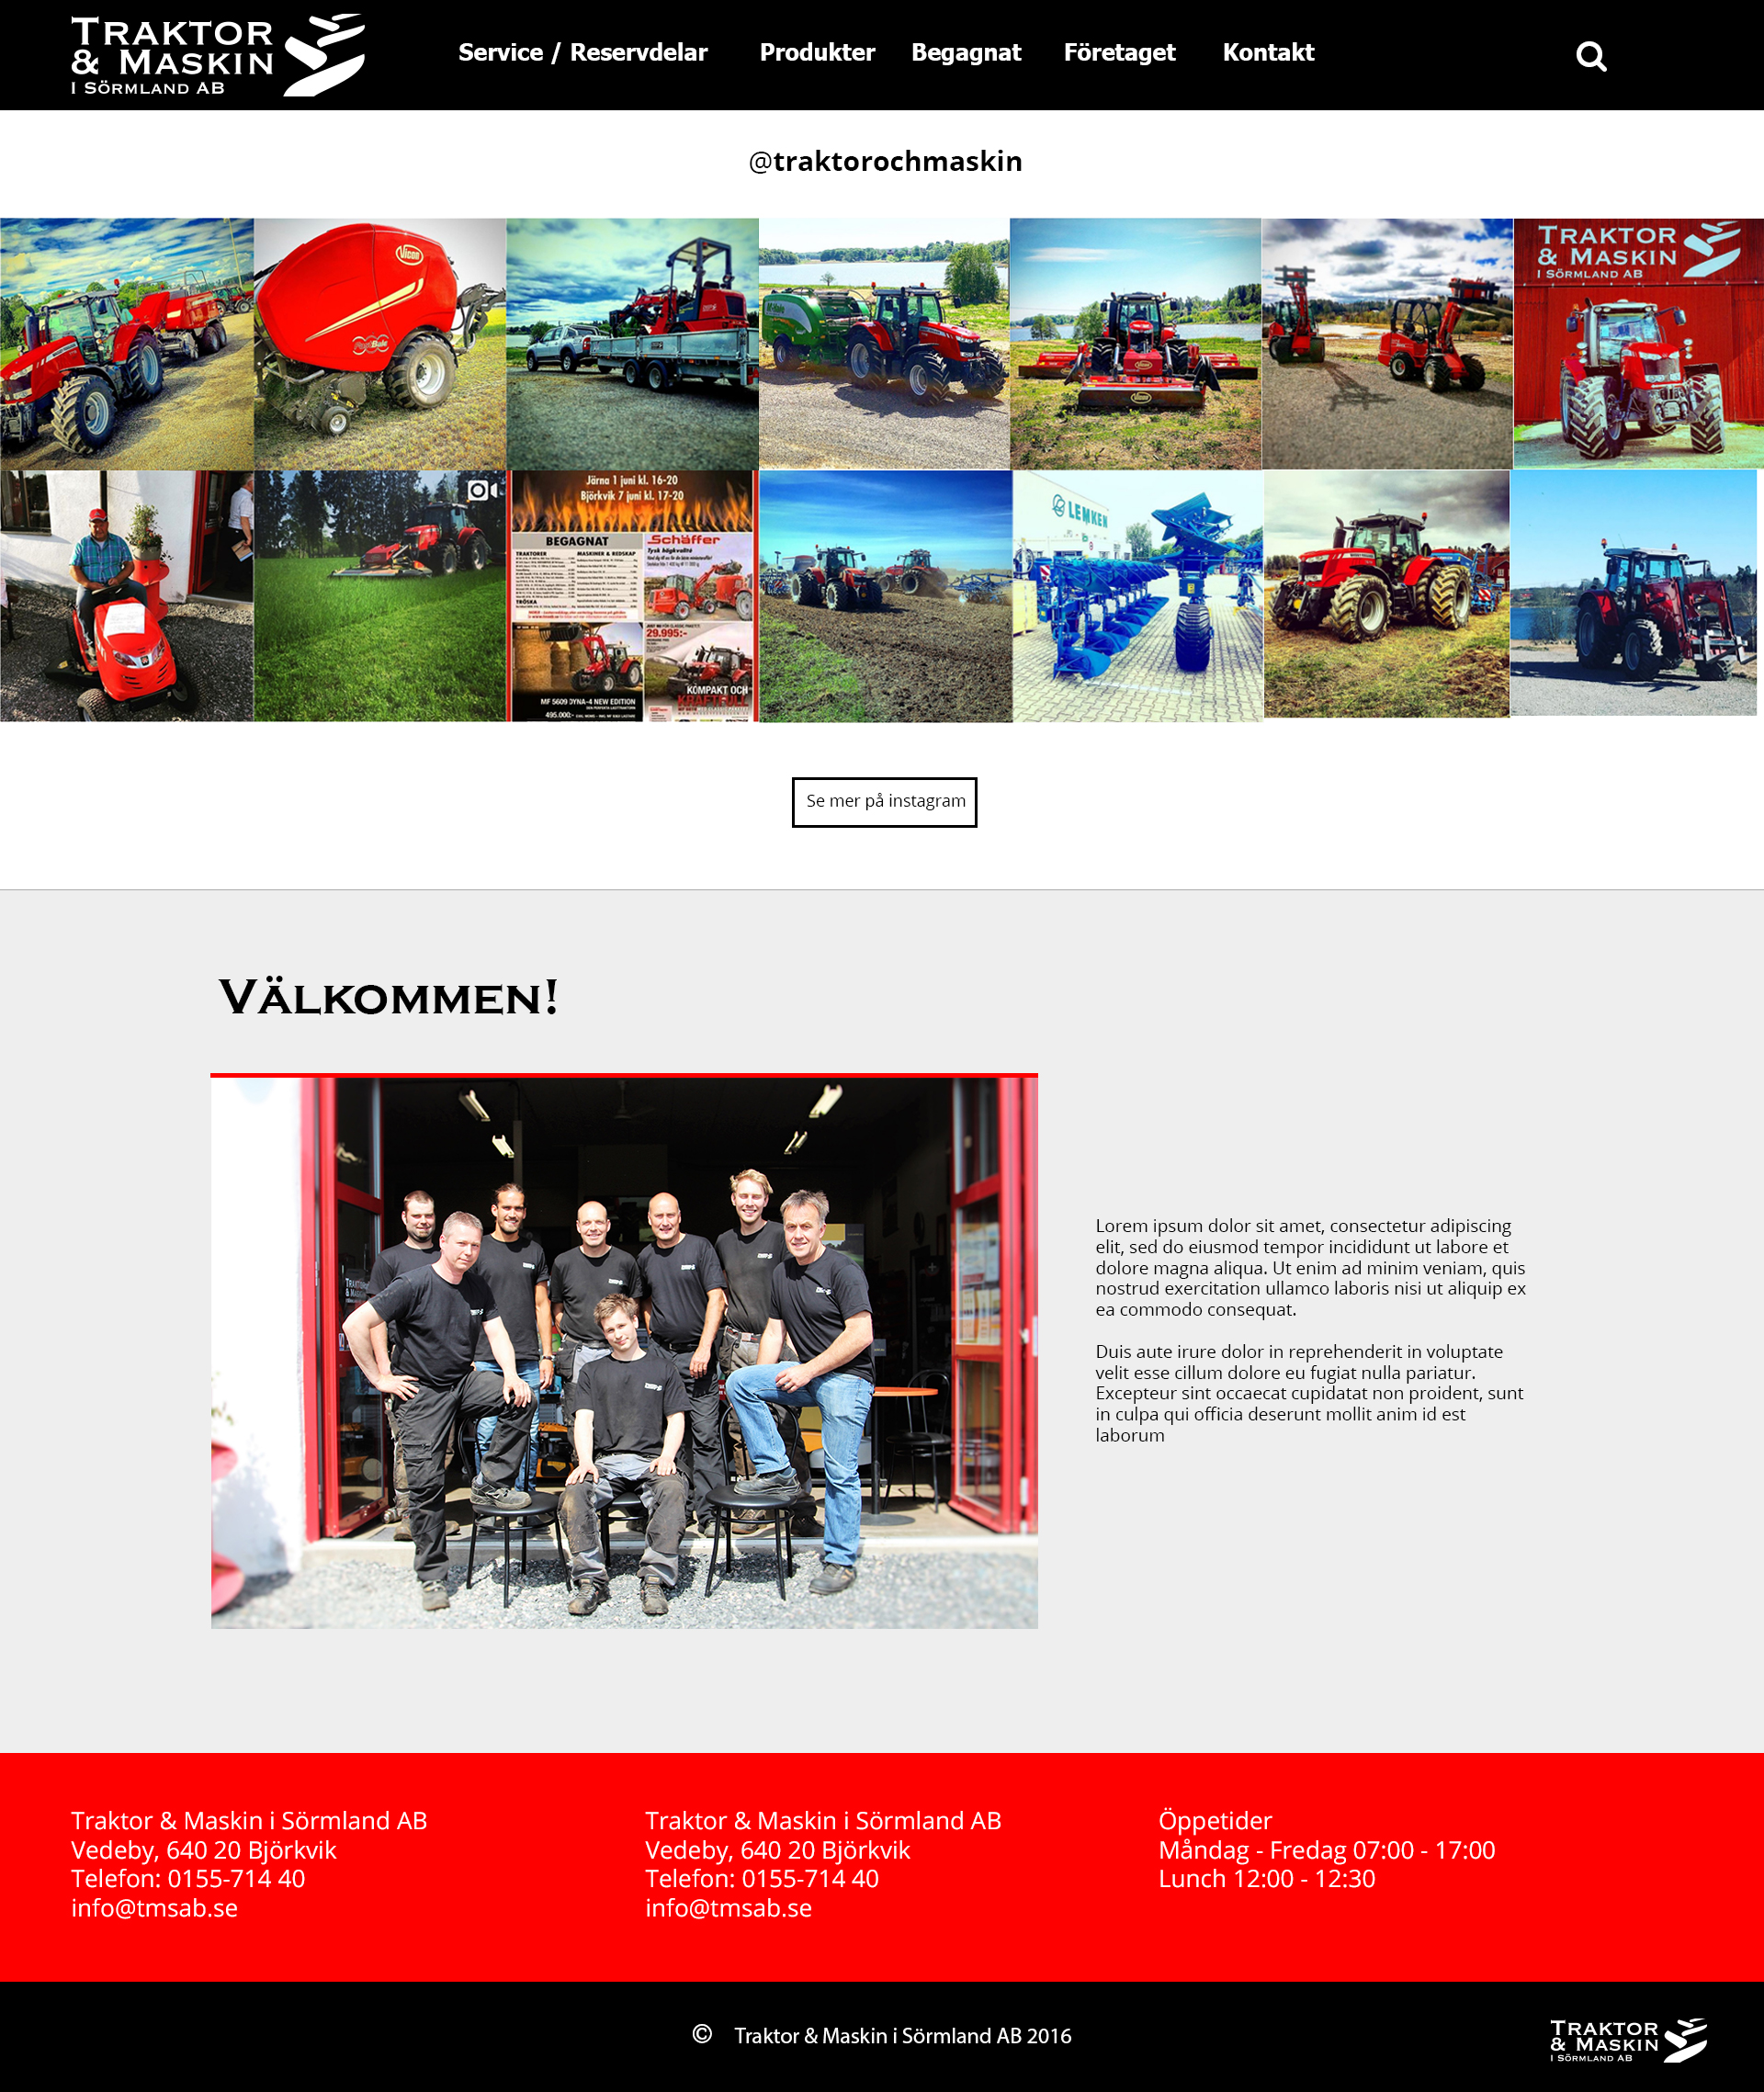 TRAKTOR
& MASKIN
I SÖRMLAND AB
Service / Reservdelar Produkter Begagnat Företaget Kontakt
@traktorochmaskin
Vicon
TRAKTOR
& MASKIN
I SÖRMLAND AB
Järna 1 juni kl. 16-20
Björkvik 7 juni kl. 17-20
BEGAGNAT
TRAKTORER
MASKINER & REDSKAP
TRÖSKA
Schäffer
Tysk högkvalité
29.995:-
MF 5609 DYNA-4 NEW EDITION
495.000:-
KOMPAKT OCH
KRAFTFULL
LEMKEN
Se mer på instagram
VÄLKOMMEN!
Lorem ipsum dolor sit amet, consectetur adipiscing
elit, sed do eiusmod tempor incididunt ut labore et
dolore magna aliqua. Ut enim ad minim veniam, quis
nostrud exercitation ullamco laboris nisi ut aliquip ex
ea commodo consequat.
Duis aute irure dolor in reprehenderit in voluptate
velit esse cillum dolore eu fugiat nulla pariatur.
Excepteur sint occaecat cupidatat non proident, sunt
in culpa qui officia deserunt mollit anim id est
laborum
Traktor & Maskin i Sörmland AB
Vedeby, 640 20 Björkvik
Telefon: 0155-714 40
info@tmsab.se
Traktor & Maskin i Sörmland AB
Vedeby, 640 20 Björkvik
Telefon: 0155-714 40
info@tmsab.se
Öppetider
Måndag - Fredag 07:00 - 17:00
Lunch 12:00 - 12:30
© Traktor & Maskin i Sörmland AB 2016
TRAKTOR
& MASKIN
I SÖRMLAND AB